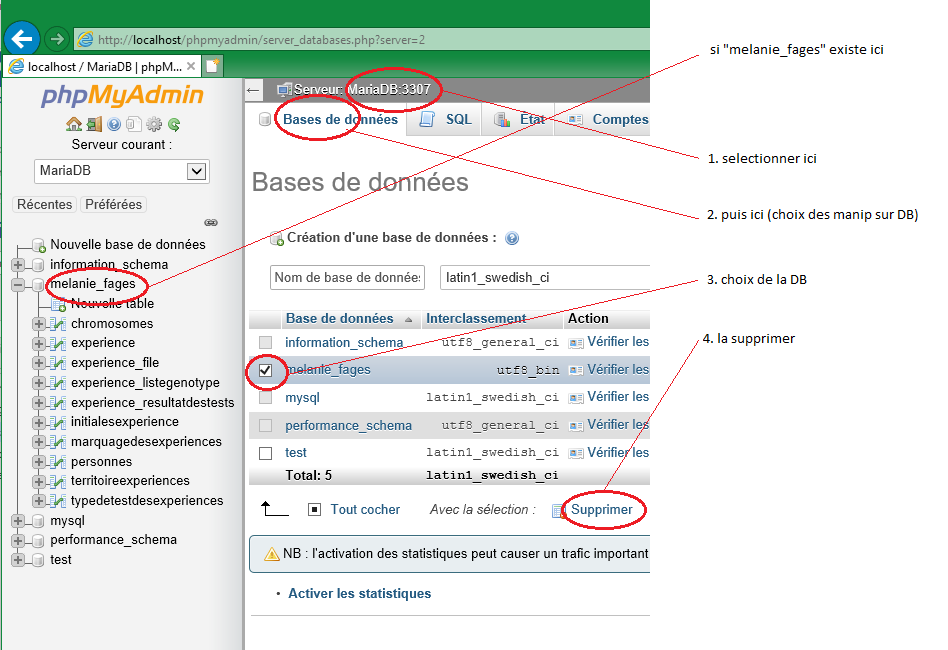 http://localhost/phpmyadmin/server_databases.php?server=2
localhost / MariaDB | phpM...
phpMyAdmin
Serveur courant :
MariaDB
Récentes Préférées
Nouvelle base de données
information_schema
melanie_fages
Nouvelle table
chromosomes
experience
experience_file
experience_listegenotype
experience_resultatdestests
initialesexperience
marquagedesexperiences
personnes
territoireexperiences
typedetestdesexperiences
mysql
performance_schema
test
Serveur: MariaDB:3307
Bases de données SQL État Comptes
Bases de données
Création d'une base de données :
Nom de base de données latin1_swedish_ci
Base de données Interclassement Action
information_schema utf8_general_ci Vérifier les
melanie_fages utf8_bin Vérifier les
mysql latin1_swedish_ci Vérifier les
performance_schema utf8_general_ci Vérifier les
test latin1_swedish_ci Vérifier les
Total: 5 latin1_swedish_ci
Tout cocher Avec la sélection : Supprimer
NB : l'activation des statistiques peut causer un trafic important
• Activer les statistiques
si "melanie_fages" existe ici
1. selectionner ici
2. puis ici (choix des manip sur DB)
3. choix de la DB
4. la supprimer